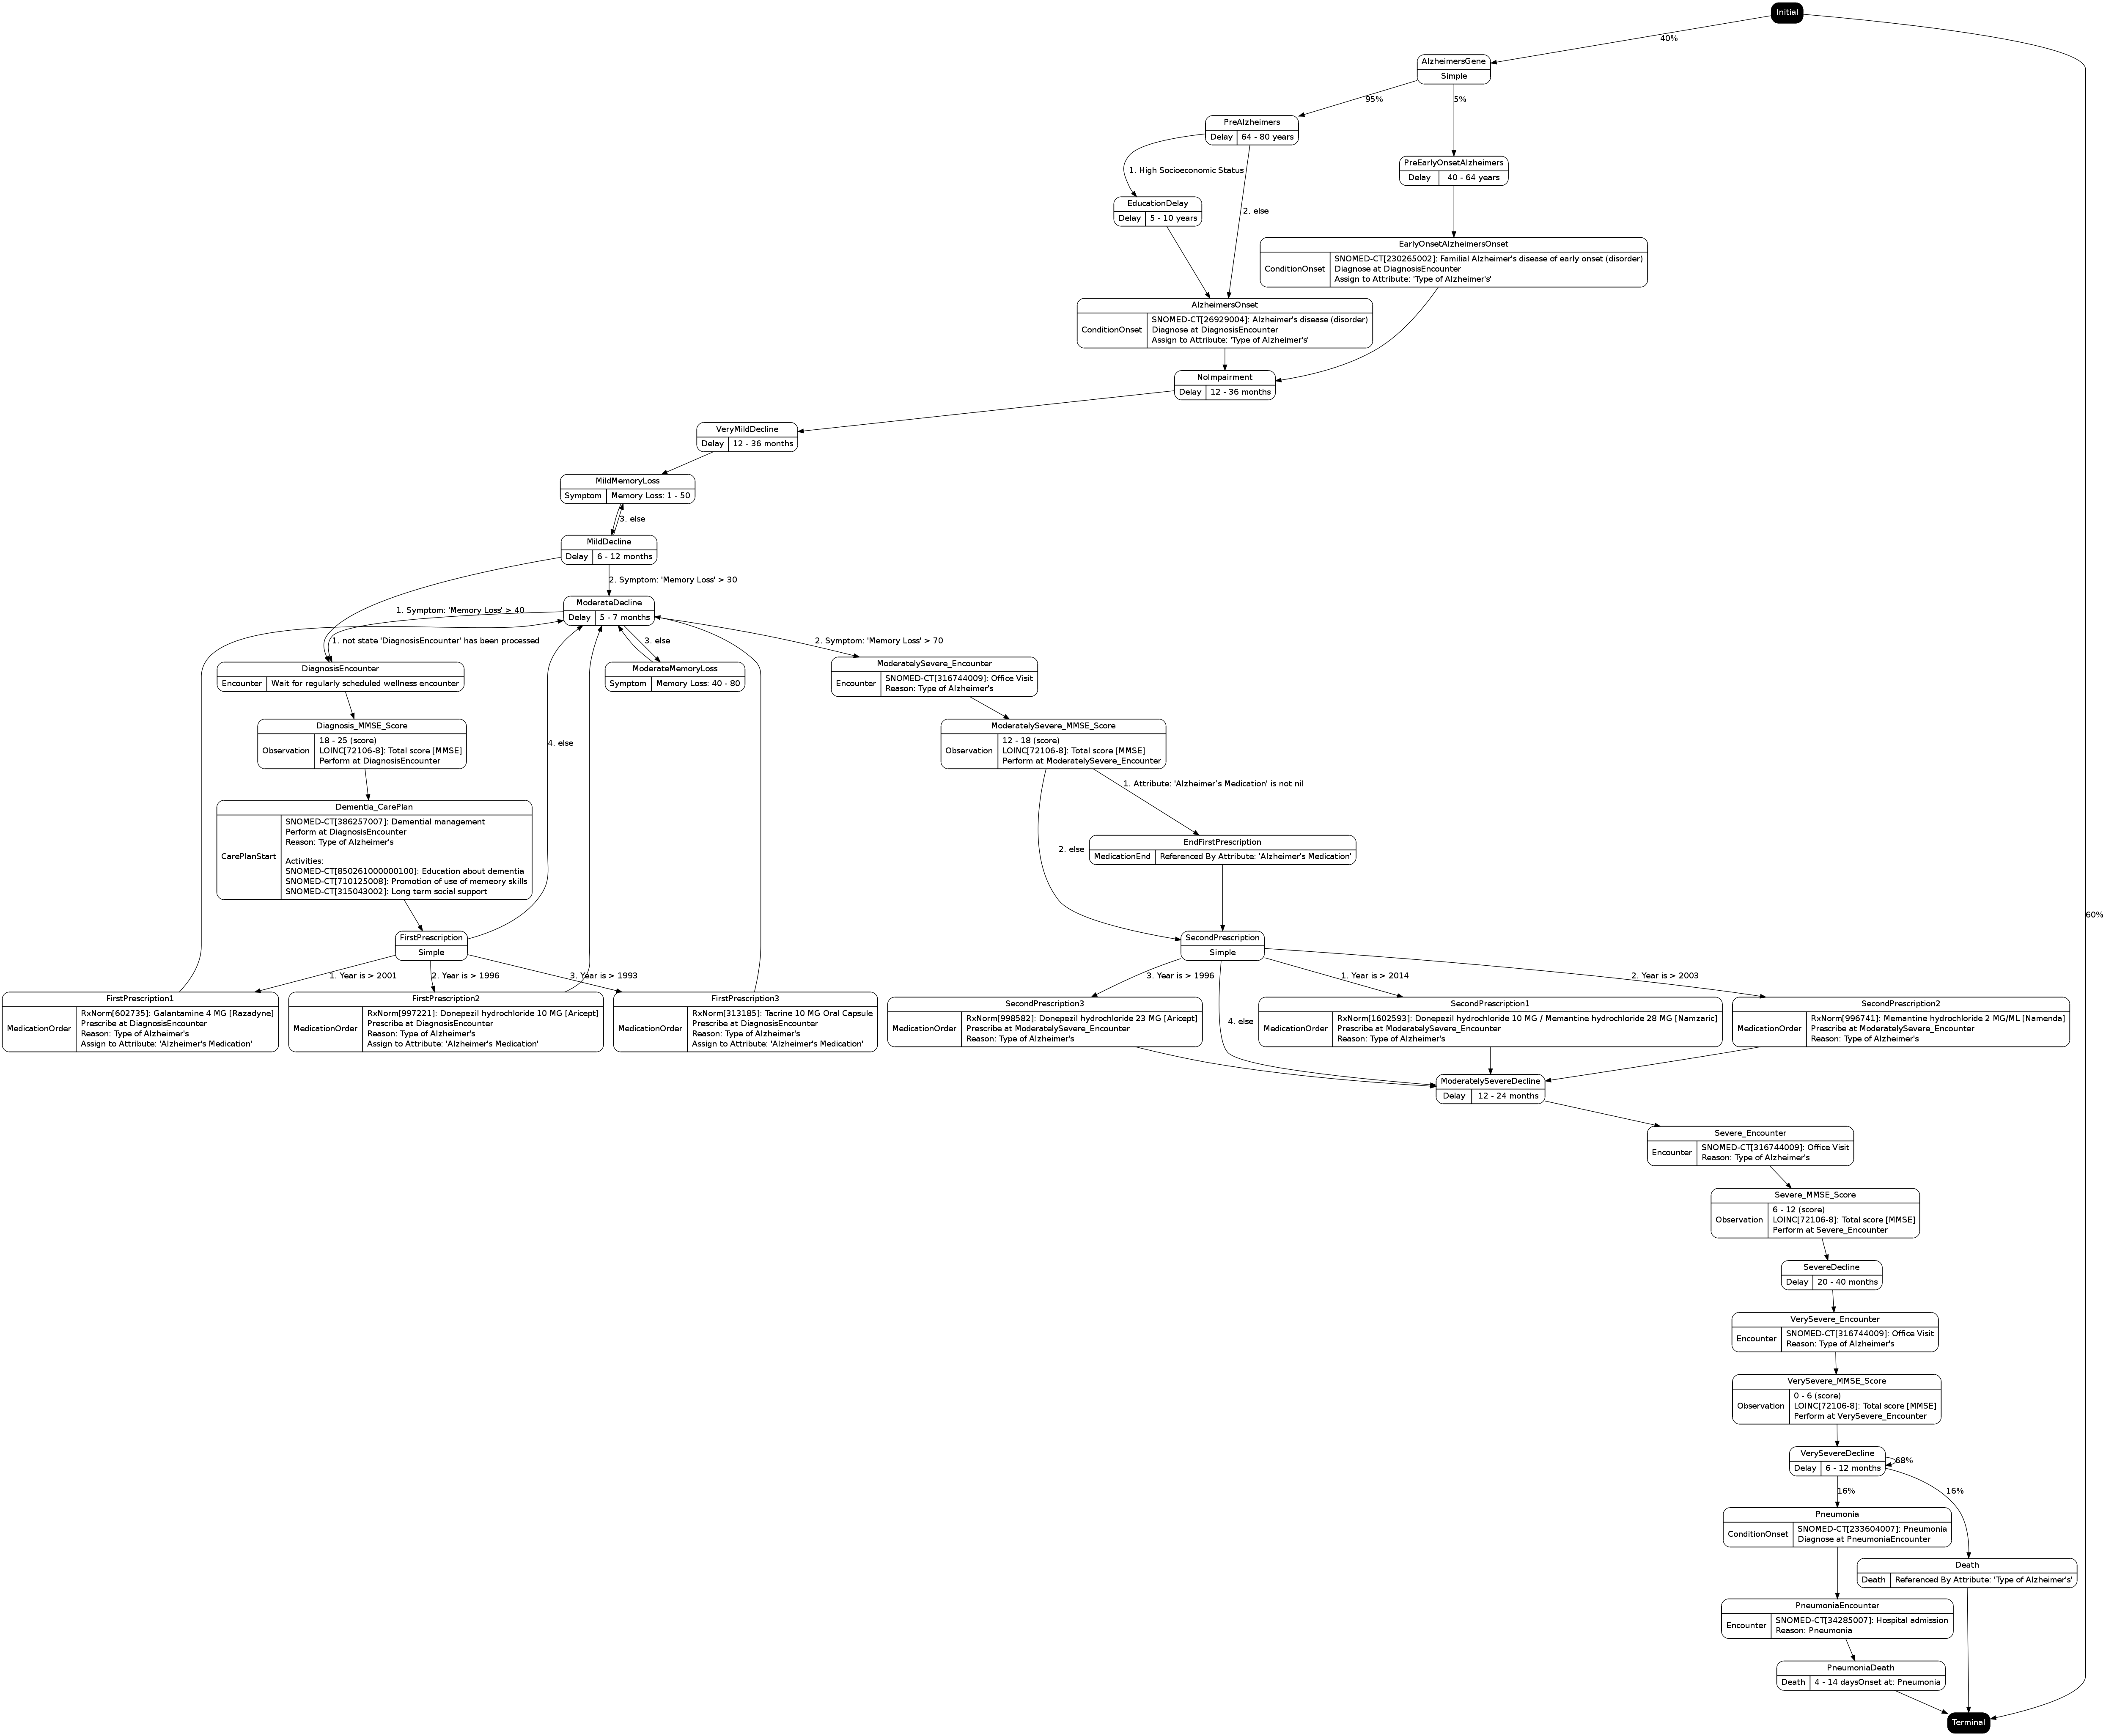 Initial
40%
AlzheimersGene
Simple
95%
5%
PreAlzheimers
Delay 64 - 80 years
PreEarlyOnsetAlzheimers
Delay 40 - 64 years
1. High Socioeconomic Status
EducationDelay
Delay 5 - 10 years
2. else
EarlyOnsetAlzheimersOnset
ConditionOnset
SNOMED-CT[230265002]: Familial Alzheimer's disease of early onset (disorder)
Diagnose at DiagnosisEncounter
Assign to Attribute: 'Type of Alzheimer's'
AlzheimersOnset
ConditionOnset
SNOMED-CT[26929004]: Alzheimer's disease (disorder)
Diagnose at DiagnosisEncounter
Assign to Attribute: 'Type of Alzheimer's'
NoImpairment
Delay 12 - 36 months
VeryMildDecline
Delay 12 - 36 months
MildMemoryLoss
Symptom Memory Loss: 1 - 50
3. else
MildDecline
Delay 6 - 12 months
2. Symptom: 'Memory Loss' > 30
1. Symptom: 'Memory Loss' > 40
ModerateDecline
Delay 5 - 7 months
1. not state 'DiagnosisEncounter' has been processed
3. else
2. Symptom: 'Memory Loss' > 70
DiagnosisEncounter
Encounter Wait for regularly scheduled wellness encounter
ModerateMemoryLoss
Symptom Memory Loss: 40 - 80
ModeratelySevere_Encounter
Encounter
SNOMED-CT[316744009]: Office Visit
Reason: Type of Alzheimer's
Diagnosis_MMSE_Score
Observation
18 - 25 (score)
LOINC[72106-8]: Total score [MMSE]
Perform at DiagnosisEncounter
4. else
ModeratelySevere_MMSE_Score
Observation
12 - 18 (score)
LOINC[72106-8]: Total score [MMSE]
Perform at ModeratelySevere_Encounter
1. Attribute: 'Alzheimer's Medication' is not nil
Dementia_CarePlan
CarePlanStart
SNOMED-CT[386257007]: Demential management
Perform at DiagnosisEncounter
Reason: Type of Alzheimer's
Activities:
SNOMED-CT[850261000000100]: Education about dementia
SNOMED-CT[710125008]: Promotion of use of memeory skills
SNOMED-CT[315043002]: Long term social support
2. else
EndFirstPrescription
MedicationEnd Referenced By Attribute: 'Alzheimer's Medication'
60%
FirstPrescription
Simple
SecondPrescription
Simple
1. Year is > 2001
2. Year is > 1996
3. Year is > 1993
3. Year is > 1996
1. Year is > 2014
2. Year is > 2003
FirstPrescription1
MedicationOrder
RxNorm[602735]: Galantamine 4 MG [Razadyne]
Prescribe at DiagnosisEncounter
Reason: Type of Alzheimer's
Assign to Attribute: 'Alzheimer's Medication'
FirstPrescription2
MedicationOrder
RxNorm[997221]: Donepezil hydrochloride 10 MG [Aricept]
Prescribe at DiagnosisEncounter
Reason: Type of Alzheimer's
Assign to Attribute: 'Alzheimer's Medication'
FirstPrescription3
MedicationOrder
RxNorm[313185]: Tacrine 10 MG Oral Capsule
Prescribe at DiagnosisEncounter
Reason: Type of Alzheimer's
Assign to Attribute: 'Alzheimer's Medication'
SecondPrescription3
MedicationOrder
RxNorm[998582]: Donepezil hydrochloride 23 MG [Aricept]
Prescribe at ModeratelySevere_Encounter
Reason: Type of Alzheimer's
4. else
SecondPrescription1
MedicationOrder
RxNorm[1602593]: Donepezil hydrochloride 10 MG / Memantine hydrochloride 28 MG [Namzaric]
Prescribe at ModeratelySevere_Encounter
Reason: Type of Alzheimer's
SecondPrescription2
MedicationOrder
RxNorm[996741]: Memantine hydrochloride 2 MG/ML [Namenda]
Prescribe at ModeratelySevere_Encounter
Reason: Type of Alzheimer's
ModeratelySevereDecline
Delay 12 - 24 months
Severe_Encounter
Encounter
SNOMED-CT[316744009]: Office Visit
Reason: Type of Alzheimer's
Severe_MMSE_Score
Observation
6 - 12 (score)
LOINC[72106-8]: Total score [MMSE]
Perform at Severe_Encounter
SevereDecline
Delay 20 - 40 months
VerySevere_Encounter
Encounter
SNOMED-CT[316744009]: Office Visit
Reason: Type of Alzheimer's
VerySevere_MMSE_Score
Observation
0 - 6 (score)
LOINC[72106-8]: Total score [MMSE]
Perform at VerySevere_Encounter
VerySevereDecline
Delay 6 - 12 months
68%
16%
16%
Pneumonia
ConditionOnset
SNOMED-CT[233604007]: Pneumonia
Diagnose at PneumoniaEncounter
Death
Death Referenced By Attribute: 'Type of Alzheimer's'
PneumoniaEncounter
Encounter
SNOMED-CT[34285007]: Hospital admission
Reason: Pneumonia
PneumoniaDeath
Death 4 - 14 daysOnset at: Pneumonia
Terminal